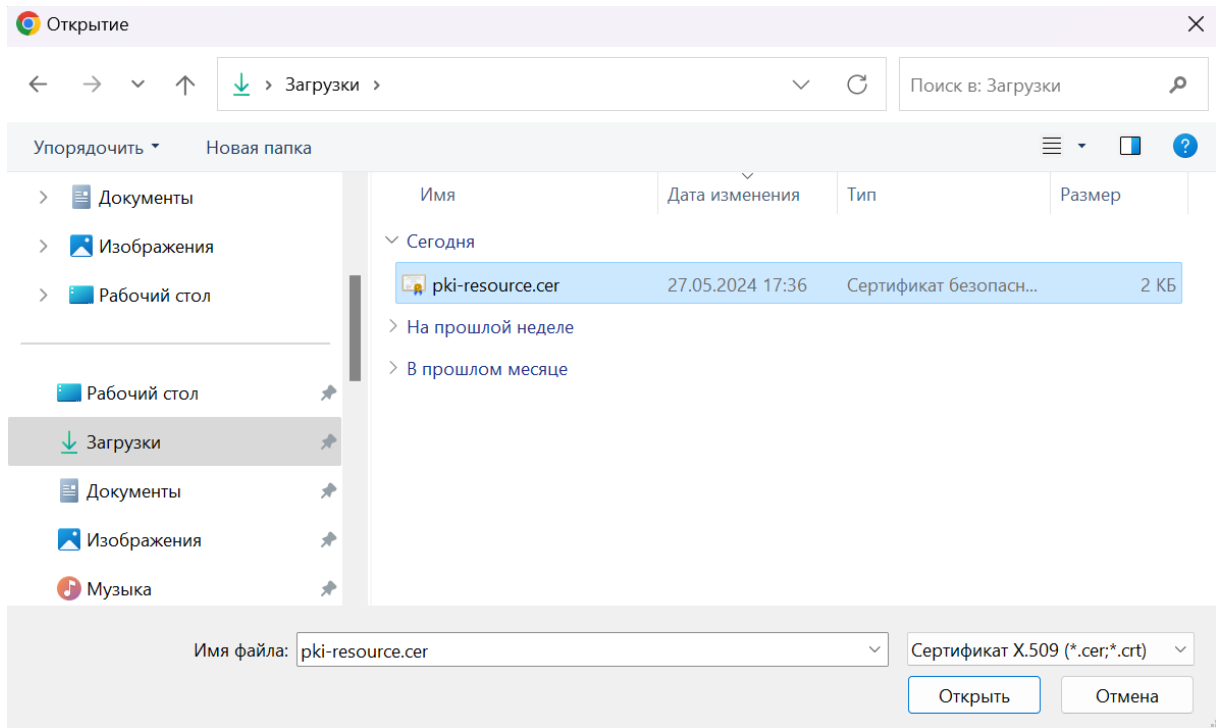 Открытие
Загрузки
Поиск в: Загрузки
Упорядочить
Новая папка
Документы
Изображения
Рабочий стол
Рабочий стол
Загрузки
Документы
Изображения
Музыка
Имя Дата изменения Тип Размер
Сегодня
pki-resource.cer 27.05.2024 17:36 Сертификат безопасн... 2 КБ
На прошлой неделе
В прошлом месяце
Имя файла: pki-resource.cer Сертификат X.509 (*.cer;*.crt)
Открыть Отмена